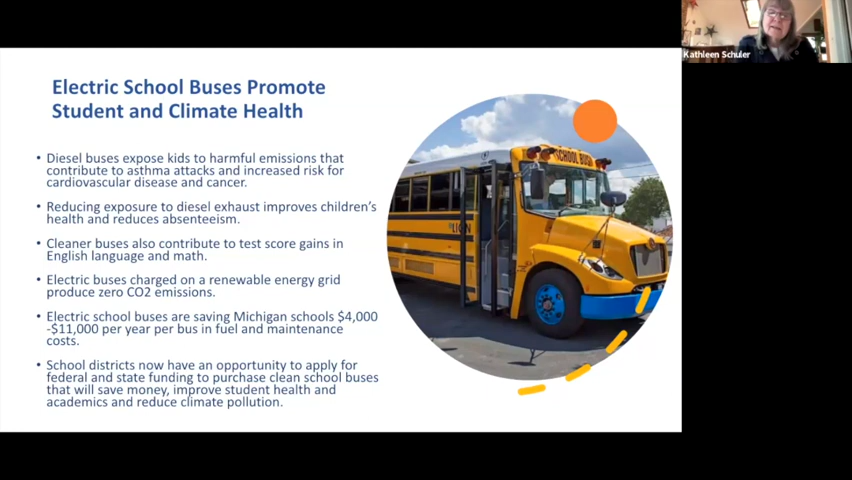 Kathleen Schuler
Electric School Buses Promote
Student and Climate Health
• Diesel buses expose kids to harmful emissions that
contribute to asthma attacks and increased risk for
cardiovascular disease and cancer.
• Reducing exposure to diesel exhaust improves children's
health and reduces absenteeism.
• Cleaner buses also contribute to test score gains in
English language and math.
• Electric buses charged on a renewable energy grid
produce zero CO2 emissions.
• Electric school buses are saving Michigan schools $4,000
-$11,000 per year per bus in fuel and maintenance
costs.
• School districts now have an opportunity to apply for
federal and state funding to purchase clean school buses
that will save money, improve student health and
academics and reduce climate pollution.
SCHOOL BUS
LION